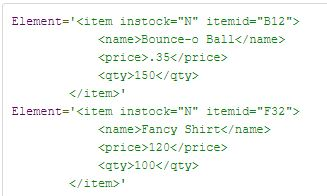 Element='<item instock="N" itemid="B12">
<name>Bounce-o Ball</name>
<price>.35</price>
<qty>150</qty>
</item>'
Element='<item instock="N" itemid="F32">
<name>Fancy Shirt</name>
<price>120</price>
<qty>100</qty>
</item>'